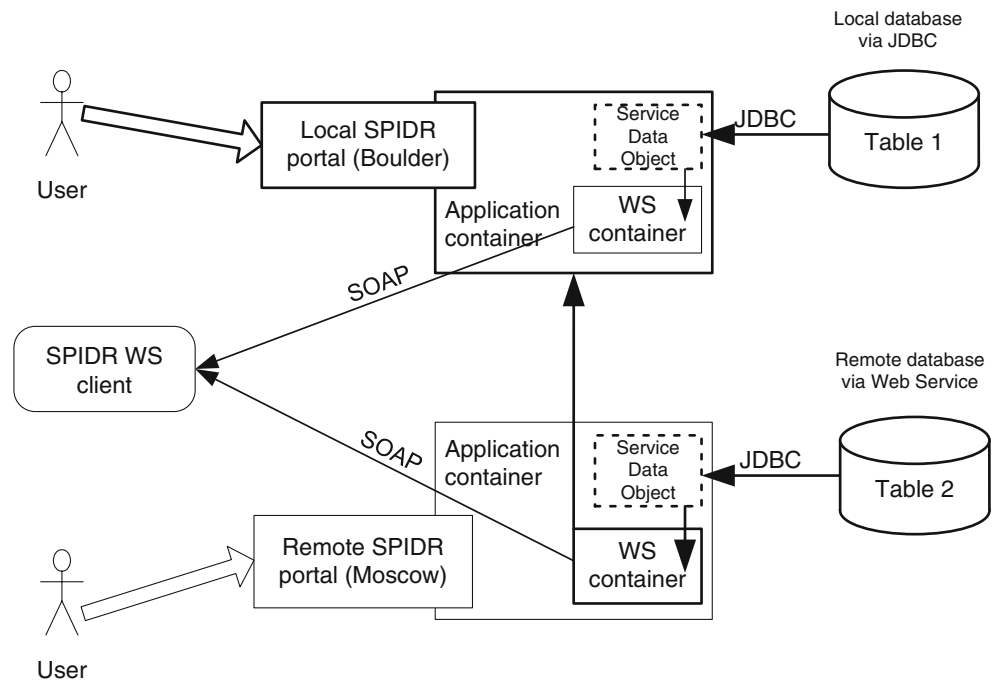 Local database
via JDBC
Table 1
JDBC
Service
Data
Object
Local SPIDR
portal (Boulder)
User
Application
container
WS
container
SOAP
SPIDR WS
client
Remote database
via Web Service
Table 2
JDBC
SOAP
Application
container
Service
Data
Object
WS
container
Remote SPIDR
portal (Moscow)
User